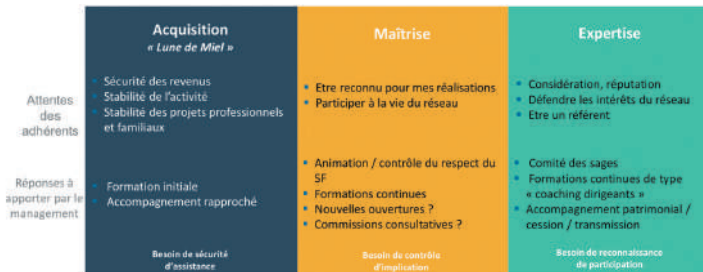 Acquisition
« Lune de Miel »
Maîtrise
Expertise
Attentes
des
adhérents
• Sécurité des revenus
• Stabilité de l'activité
• Stabilité des projets professionnels
et familiaux
• Etre reconnu pour mes réalisations
• Participer à la vie du réseau
• Considération, réputation
• Défendre les intérêts du réseau
• Etre un référent
Réponses à
apporter par le
management
• Formation initiale
• Accompagnement rapproché
• Animation / contrôle du respect du
SF
• Formations continues
• Nouvelles ouvertures ?
• Commissions consultatives ?
• Comité des sages
• Formations continues de type
« coaching dirigeants »
• Accompagnement patrimonial /
cession / transmission
Besoin de sécurité
d'assistance
Besoin de contrôle
d'implication
Besoin de reconnaissance
de participation